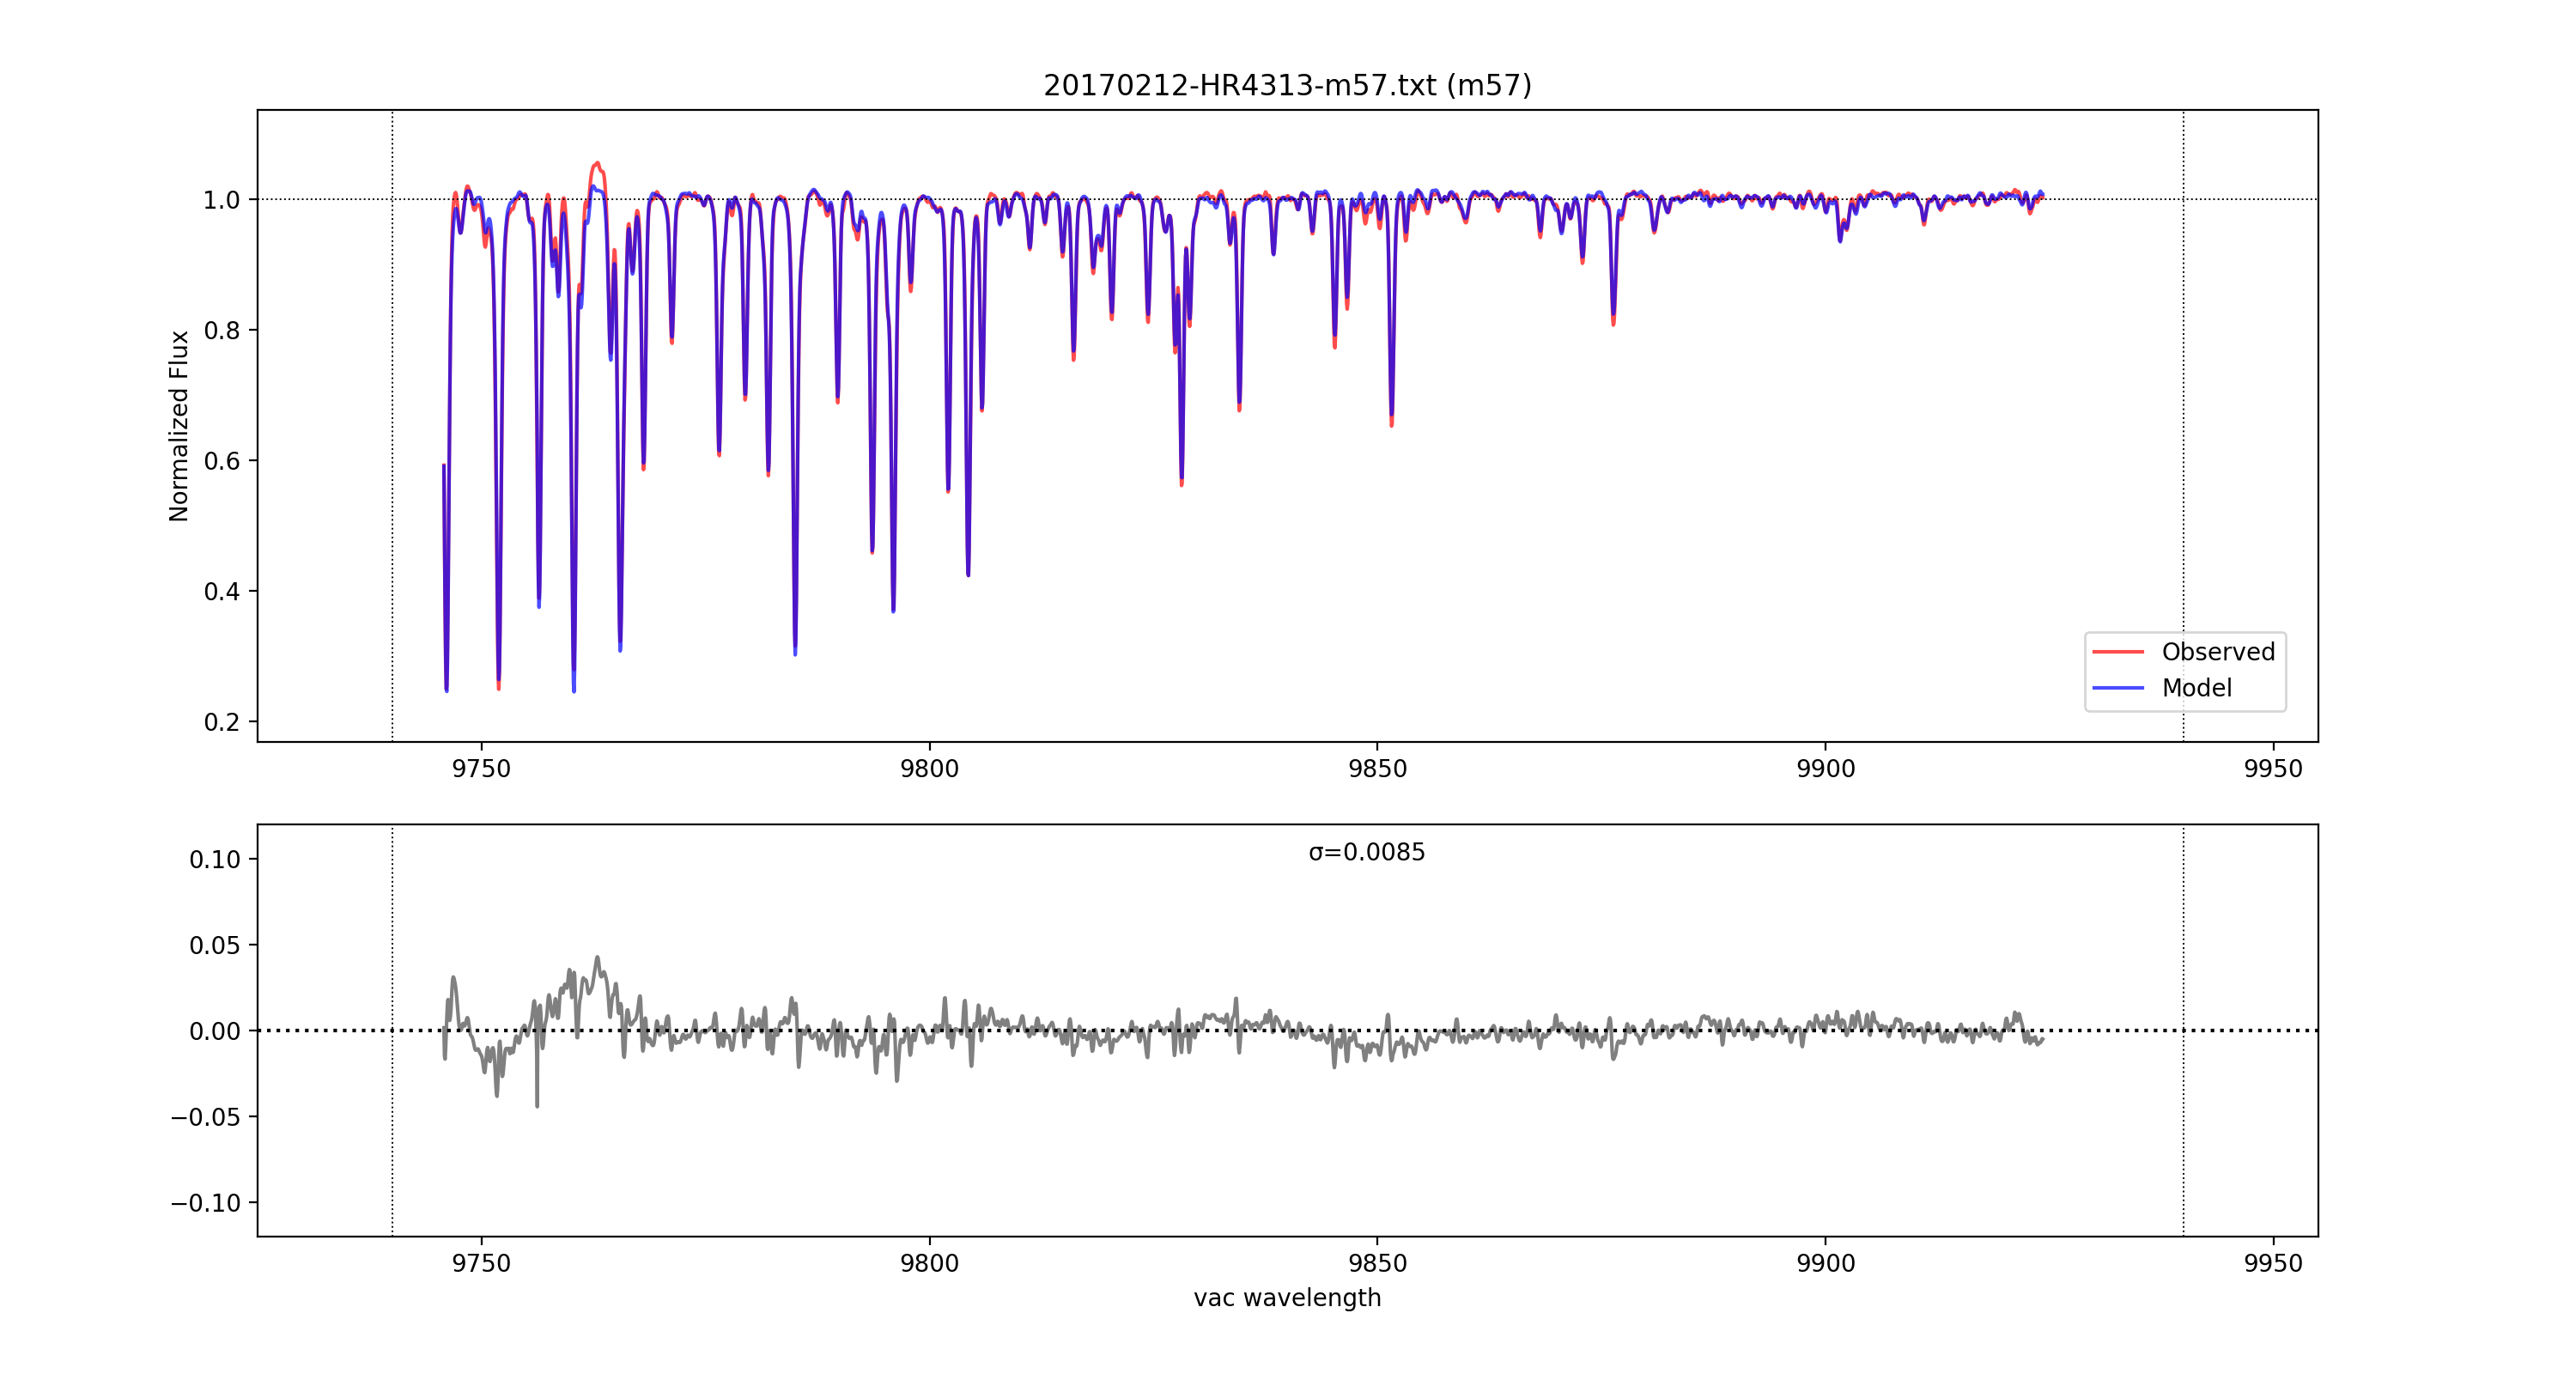 20170212-HR4313-m57.txt (m57)
Normalized Flux
1.0
0.8
0.6
0.4
0.2
9750 9800 9850 9900 9950
Observed
Model
σ=0.0085
0.10
0.05
0.00
−0.05
−0.10
9750 9800 9850 9900 9950
vac wavelength